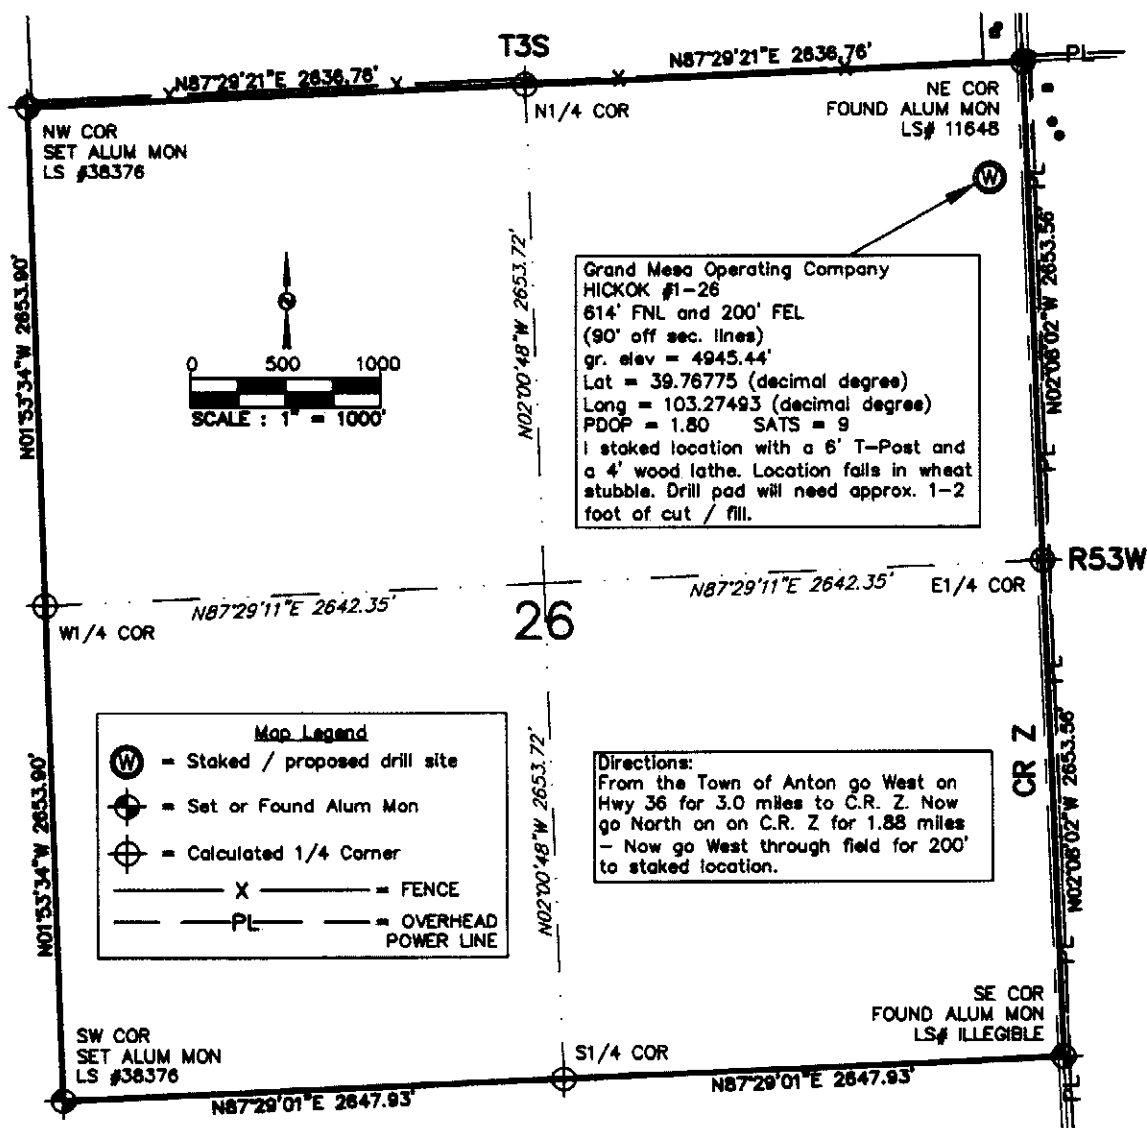 T3S
N87°29'21"E 2636.76'
N87°29'21"E 2636.76'
PL
NW COR
SET ALUM MON
LS #38376
N1/4 COR
NE COR
FOUND ALUM MON
LS# 11648
W
PL
N01°53'34"W 2653.90'
N02°00'48"W 2653.72'
N02°08'02"W 2653.56'
0 500 1000
SCALE : 1" = 1000'
Grand Mesa Operating Company
HICKOK #1-26
614' FNL and 200' FEL
(90° off sec. lines)
gr. elev = 4945.44'
Lat = 39.76775 (decimal degree)
Long = 103.27493 (decimal degree)
PDOP = 1.80 SATS = 9
I staked location with a 6' T-Post and
a 4' wood lathe. Location falls in wheat
stubble. Drill pad will need approx. 1-2
foot of cut / fill.
PL
R53W
N87°29'11"E 2642.35'
N87°29'11"E 2642.35'
E1/4 COR
W1/4 COR
26
N01°53'34"W 2653.90'
N02°00'48"W 2653.72'
N02°08'02"W 2653.56'
PL
CR Z
Map Legend
W = Staked / proposed drill site
= Set or Found Alum Mon
= Calculated 1/4 Corner
X = FENCE
PL = OVERHEAD
POWER LINE
Directions:
From the Town of Anton go West on
Hwy 36 for 3.0 miles to C.R. Z. Now
go North on on C.R. Z for 1.88 miles
- Now go West through field for 200'
to staked location.
PL
SW COR
SET ALUM MON
LS #38376
S1/4 COR
SE COR
FOUND ALUM MON
LS# ILLEGIBLE
N87°29'01"E 2647.93'
N87°29'01"E 2647.93'
PL